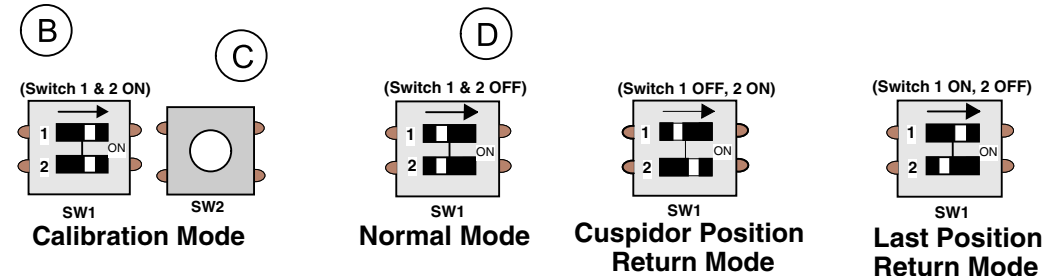 B
C
D
(Switch 1 & 2 ON)
1
2
ON
SW1
SW2
Calibration Mode
(Switch 1 & 2 OFF)
1
2
ON
SW1
Normal Mode
(Switch 1 OFF, 2 ON)
1
2
ON
SW1
Cuspidor Position
Return Mode
(Switch 1 ON, 2 OFF)
1
2
ON
SW1
Last Position
Return Mode